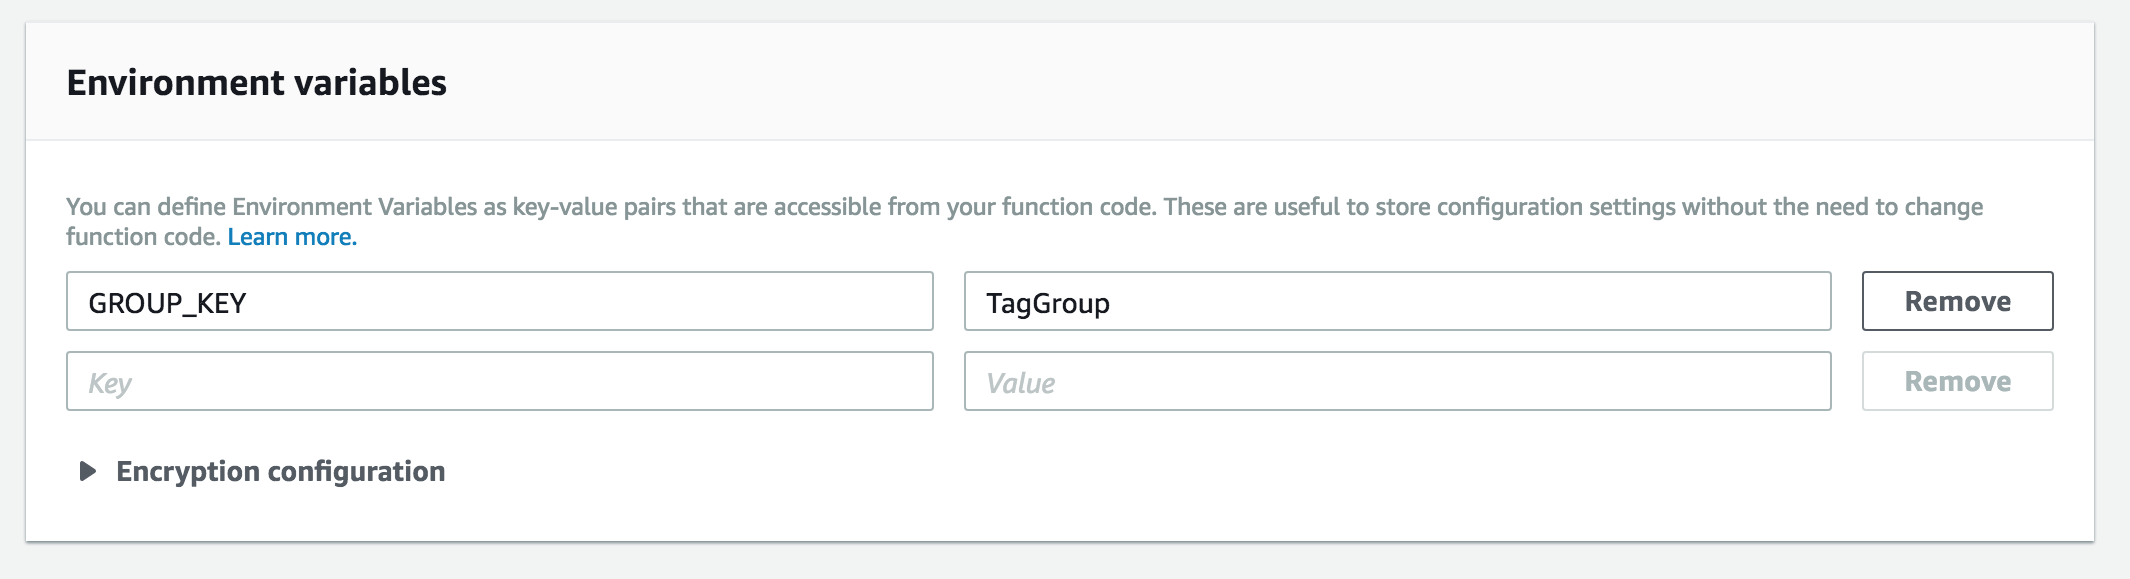 Environment variables
You can define Environment Variables as key-value pairs that are accessible from your function code. These are useful to store configuration settings without the need to change
function code. Learn more.
GROUP_KEY TagGroup Remove
Key Value Remove
Encryption configuration